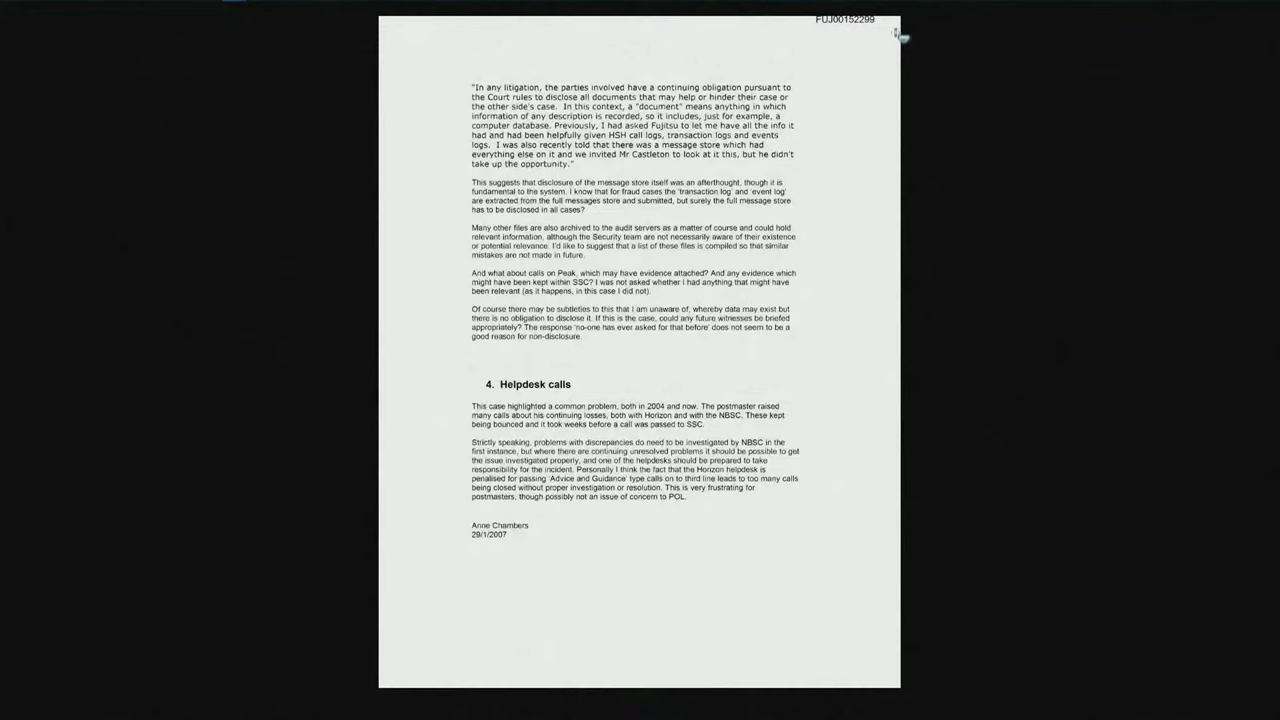 FUJ00152299
"In any litigation, the parties involved have a continuing obligation pursuant to
the Court rules to disclose all documents that may help or hinder their case or
the other side's case.  In this context, a "document" means anything in which
information of any description is recorded, so it includes, just for example, a
computer database. Previously, I had asked Fujitsu to let me have all the info it
had and had been helpfully given HSH call logs, transaction logs and events
logs.  I was also recently told that there was a message store which had
everything else on it and we invited Mr Castleton to look at it this, but he didn't
take up the opportunity."
This suggests that disclosure of the message store itself was an afterthought, though it is
fundamental to the system. I know that for fraud cases the 'transaction log' and 'event log'
are extracted from the full messages store and submitted, but surely the full message store
has to be disclosed in all cases?
Many other files are also archived to the audit servers as a matter of course and could hold
relevant information, although the Security team are not necessarily aware of their existence
or potential relevance. I'd like to suggest that a list of these files is compiled so that similar
mistakes are not made in future.
And what about calls on Peak, which may have evidence attached? And any evidence which
might have been kept within SSC? I was not asked whether I had anything that might have
been relevant (as it happens, in this case I did not).
Of course there may be subtleties to this that I am unaware of, whereby data may exist but
there is no obligation to disclose it. If this is the case, could any future witnesses be briefed
appropriately? The response 'no-one has ever asked for that before' does not seem to be a
good reason for non-disclosure.
4.  Helpdesk calls
This case highlighted a common problem, both in 2004 and now. The postmaster raised
many calls about his continuing losses, both with Horizon and with the NBSC. These kept
being bounced and it took weeks before a call was passed to SSC.
Strictly speaking, problems with discrepancies do need to be investigated by NBSC in the
first instance, but where there are continuing unresolved problems it should be possible to get
the issue investigated properly, and one of the helpdesks should be prepared to take
responsibility for the incident. Personally I think the fact that the Horizon helpdesk is
penalised for passing 'Advice and Guidance' type calls on to third line leads to too many calls
being closed without proper investigation or resolution. This is very frustrating for
postmasters, though possibly not an issue of concern to POL.
Anne Chambers
29/1/2007